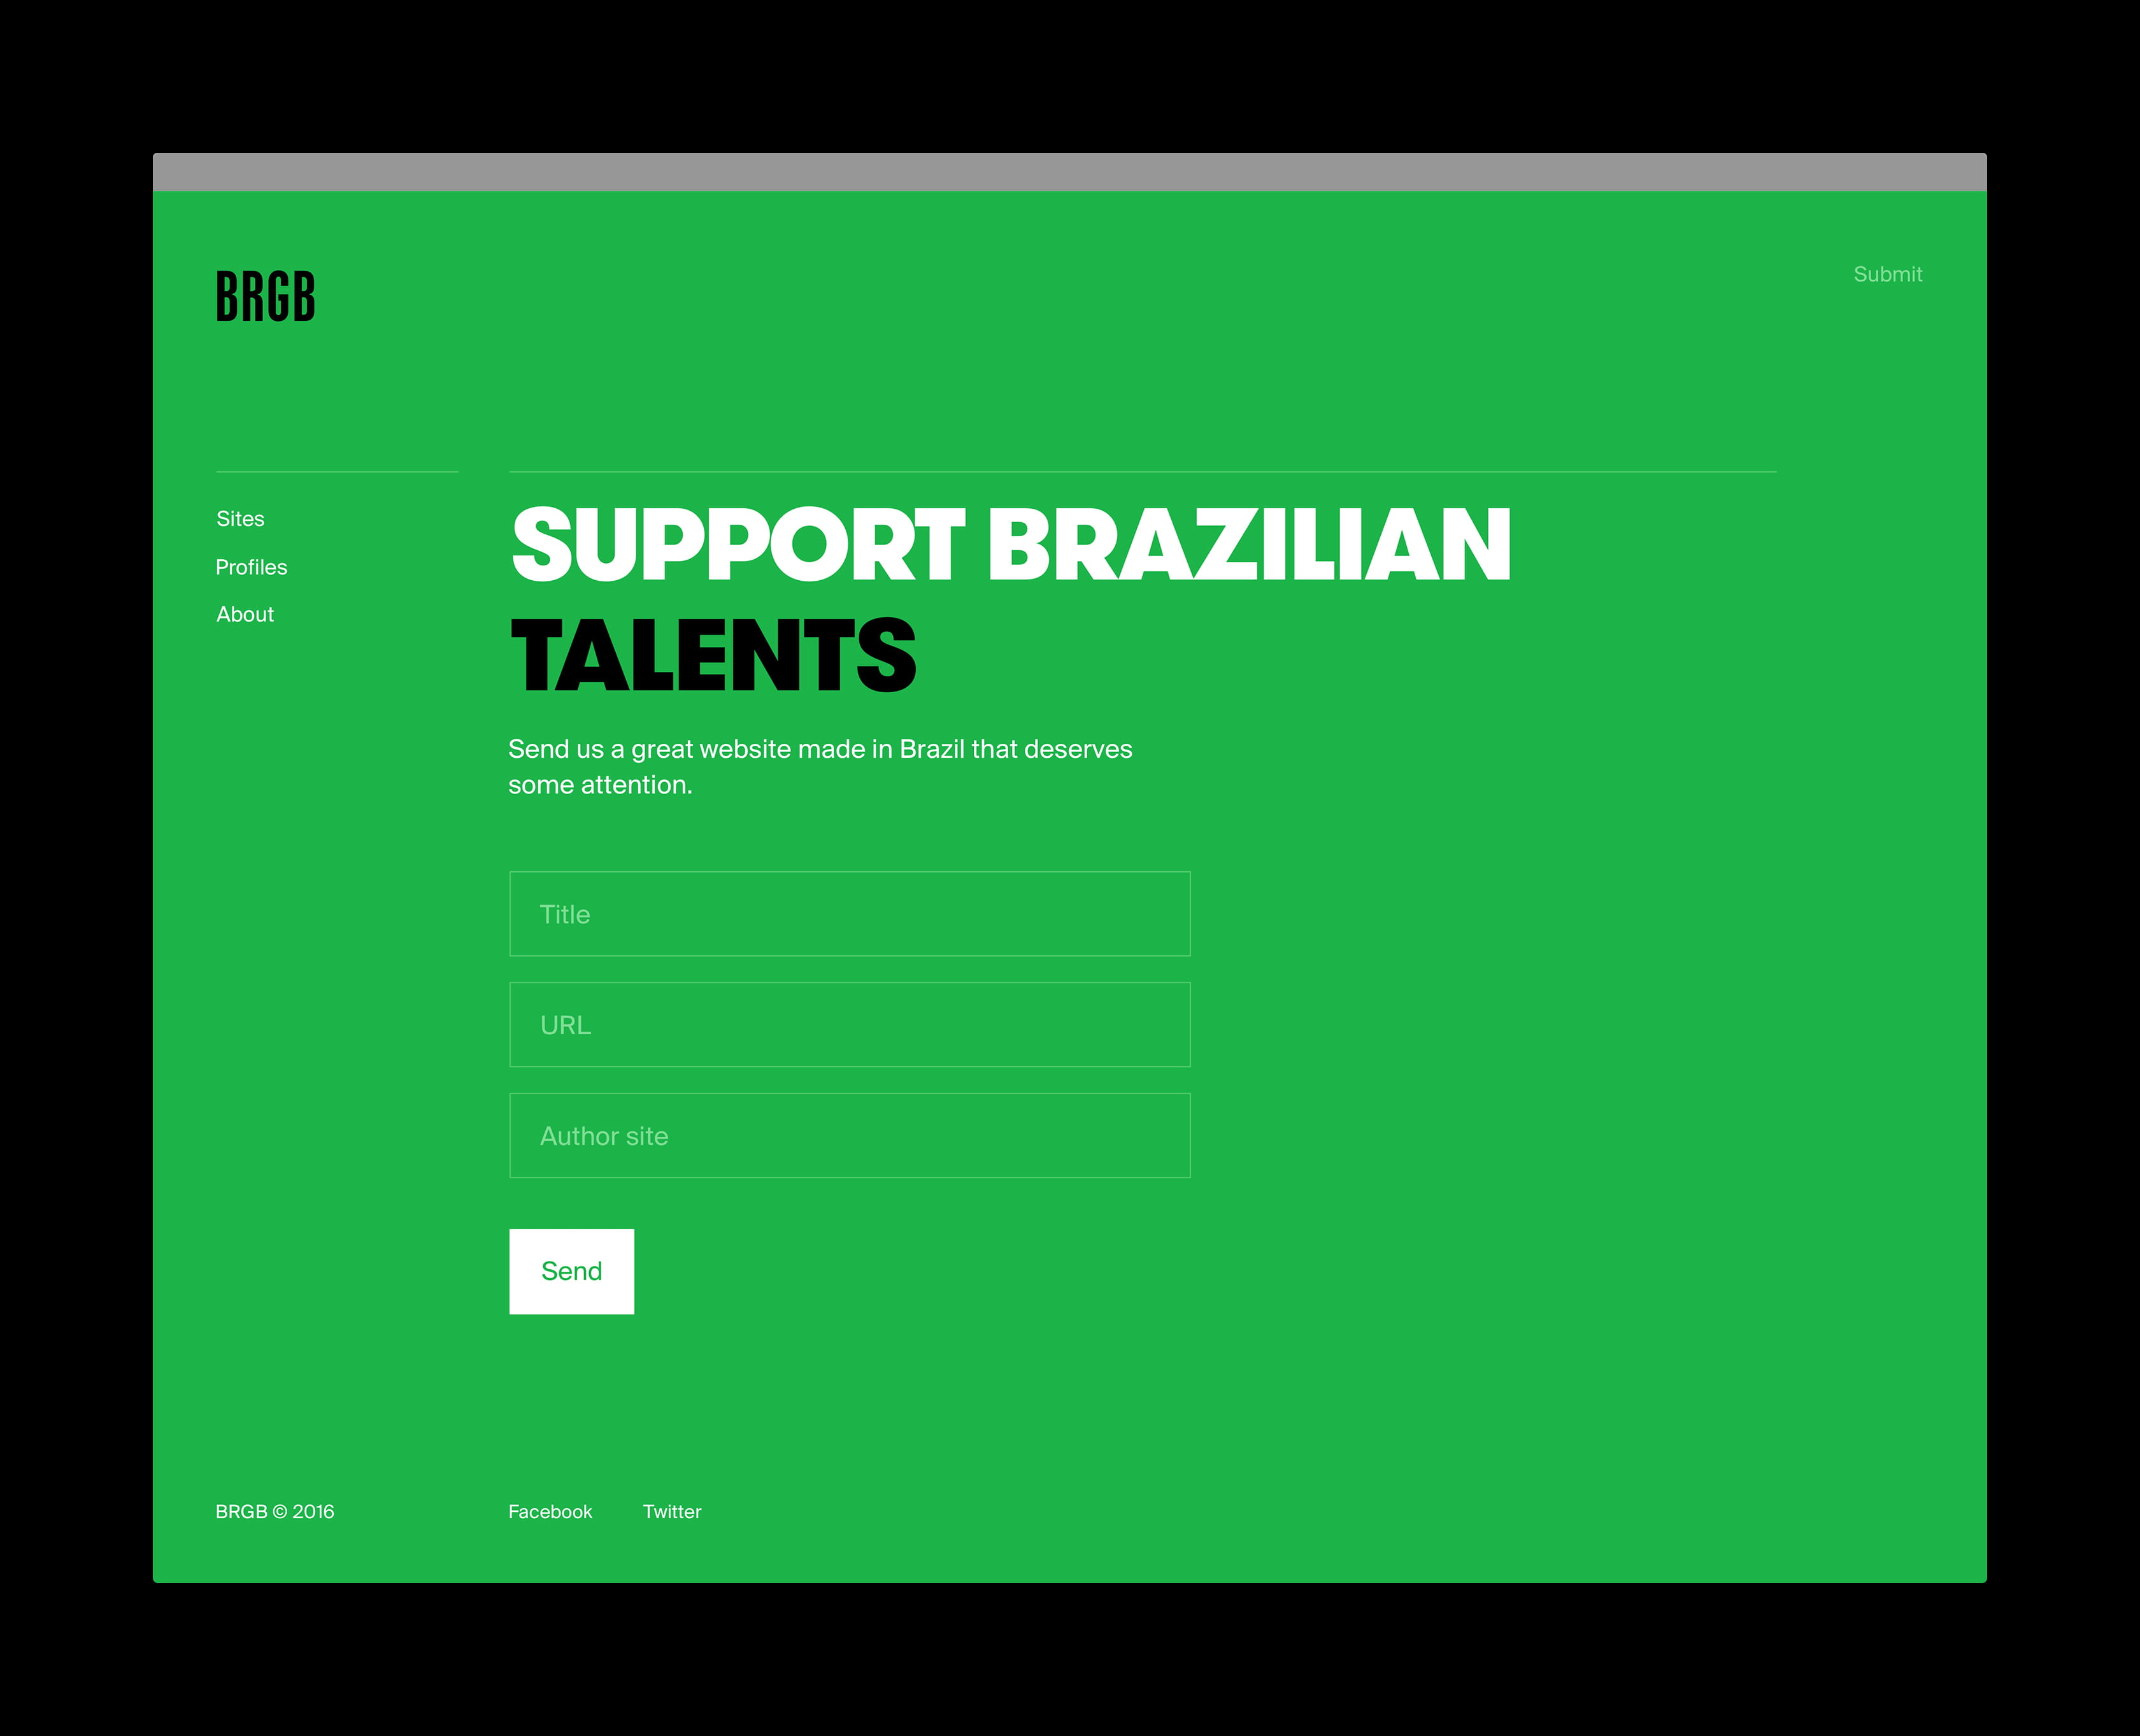 BRGB
Submit
Sites
Profiles
About
SUPPORT BRAZILIAN
TALENTS
Send us a great website made in Brazil that deserves
some attention.
Title
URL
Author site
Send
BRGB © 2016
Facebook
Twitter